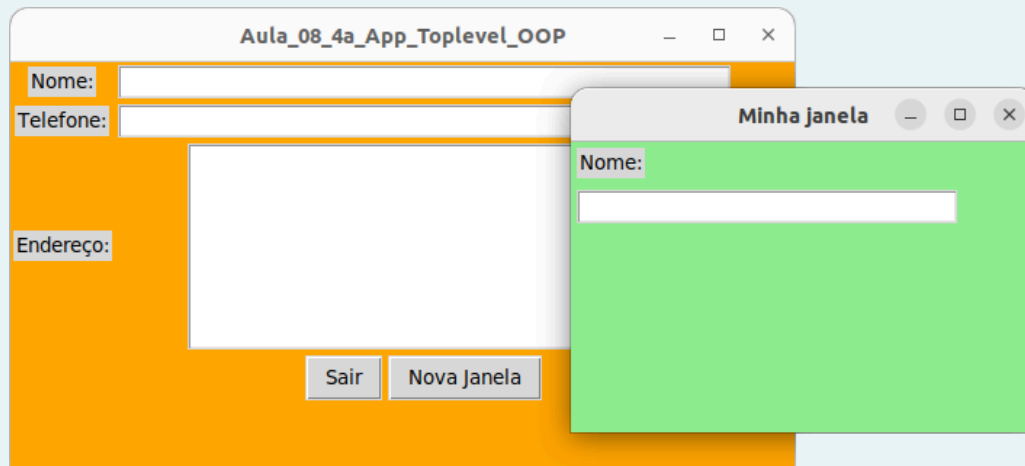 Aula_08_4a_App_Toplevel_OOP
Nome:
Telefone:
Endereço:
Sair
Nova Janela
Minha janela
Nome: